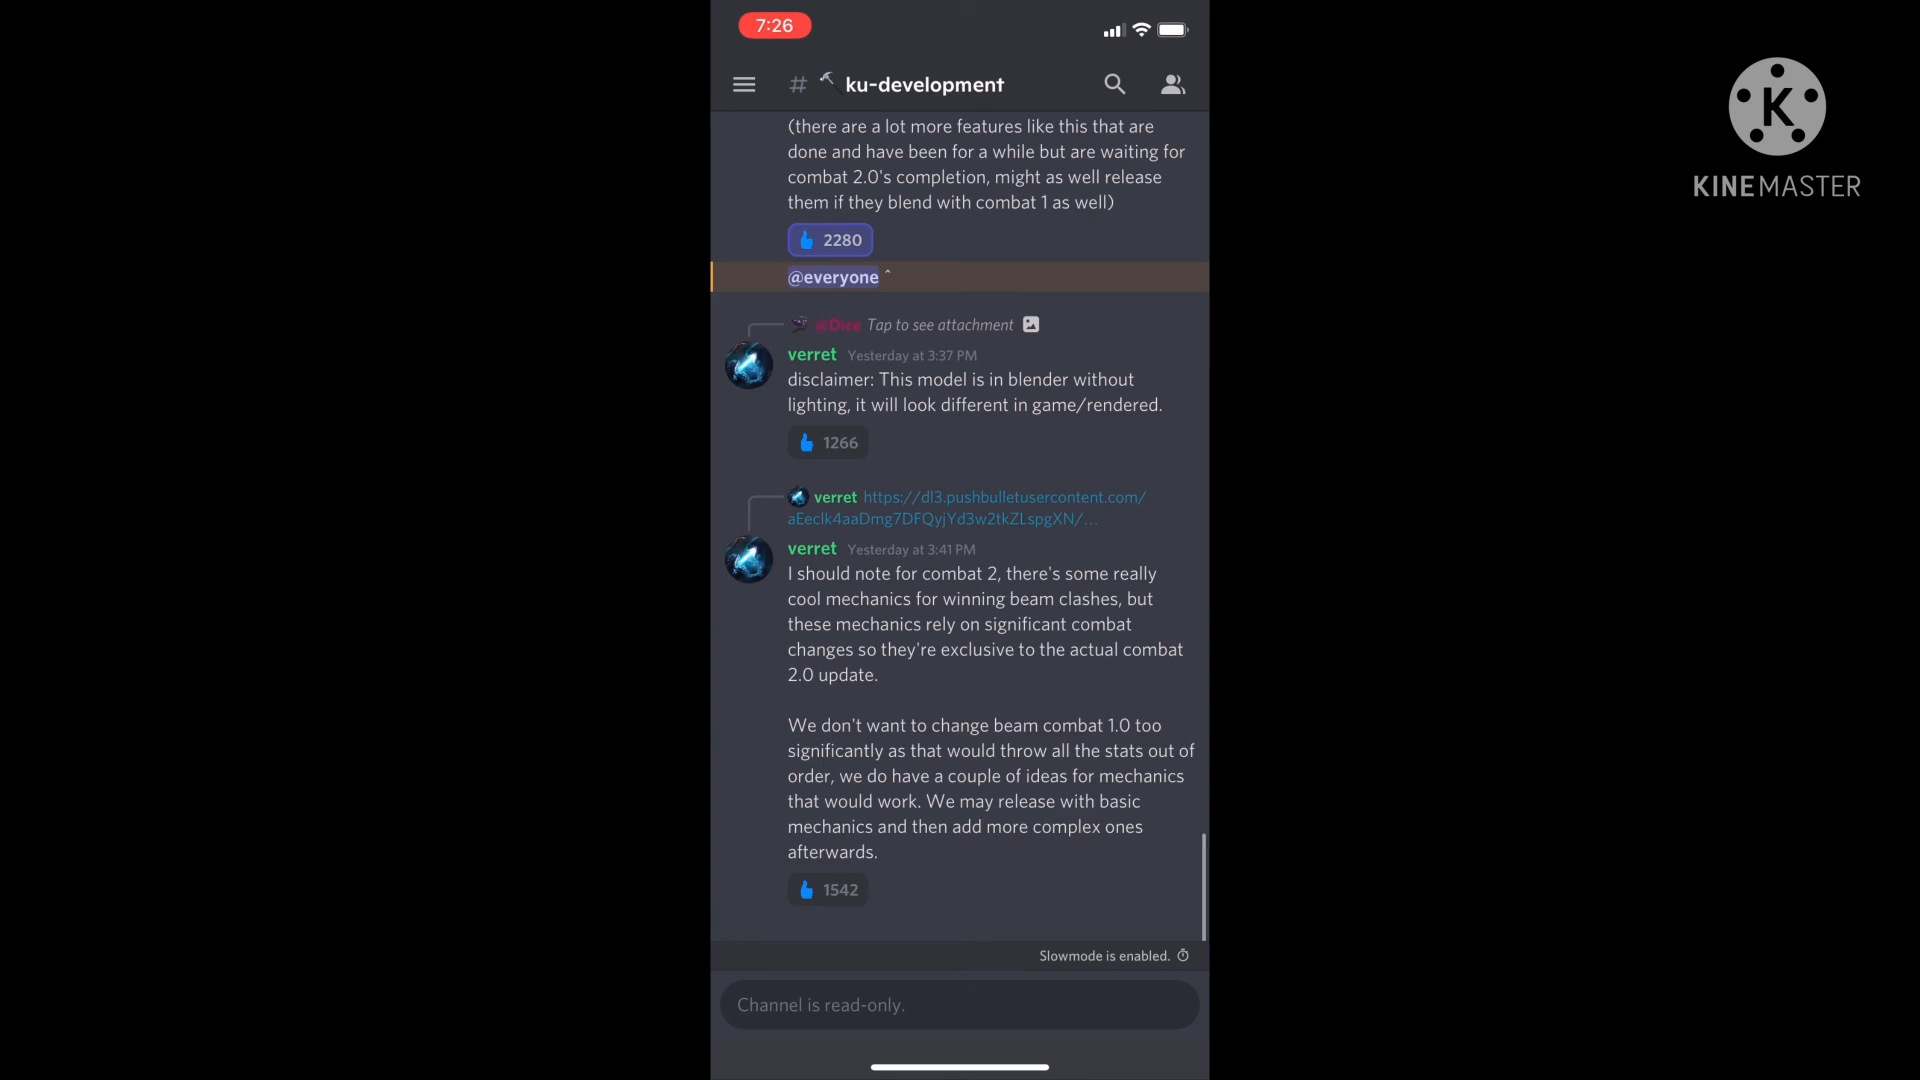 7:26
# ku-development
(there are a lot more features like this that are
done and have been for a while but are waiting for
combat 2.0's completion, might as well release
them if they blend with combat 1 as well)
2280
@everyone ^
@Dice Tap to see attachment
verret Yesterday at 3:37 PM
disclaimer: This model is in blender without
lighting, it will look different in game/rendered.
1266
verret https://dl3.pushbulletusercontent.com/
aEeclk4aaDmg7DFQyjYd3w2tkZLspgXN/...
verret Yesterday at 3:41 PM
I should note for combat 2, there's some really
cool mechanics for winning beam clashes, but
these mechanics rely on significant combat
changes so they're exclusive to the actual combat
2.0 update.
We don't want to change beam combat 1.0 too
significantly as that would throw all the stats out of
order, we do have a couple of ideas for mechanics
that would work. We may release with basic
mechanics and then add more complex ones
afterwards.
1542
Slowmode is enabled.
Channel is read-only.
K
KINEMASTER